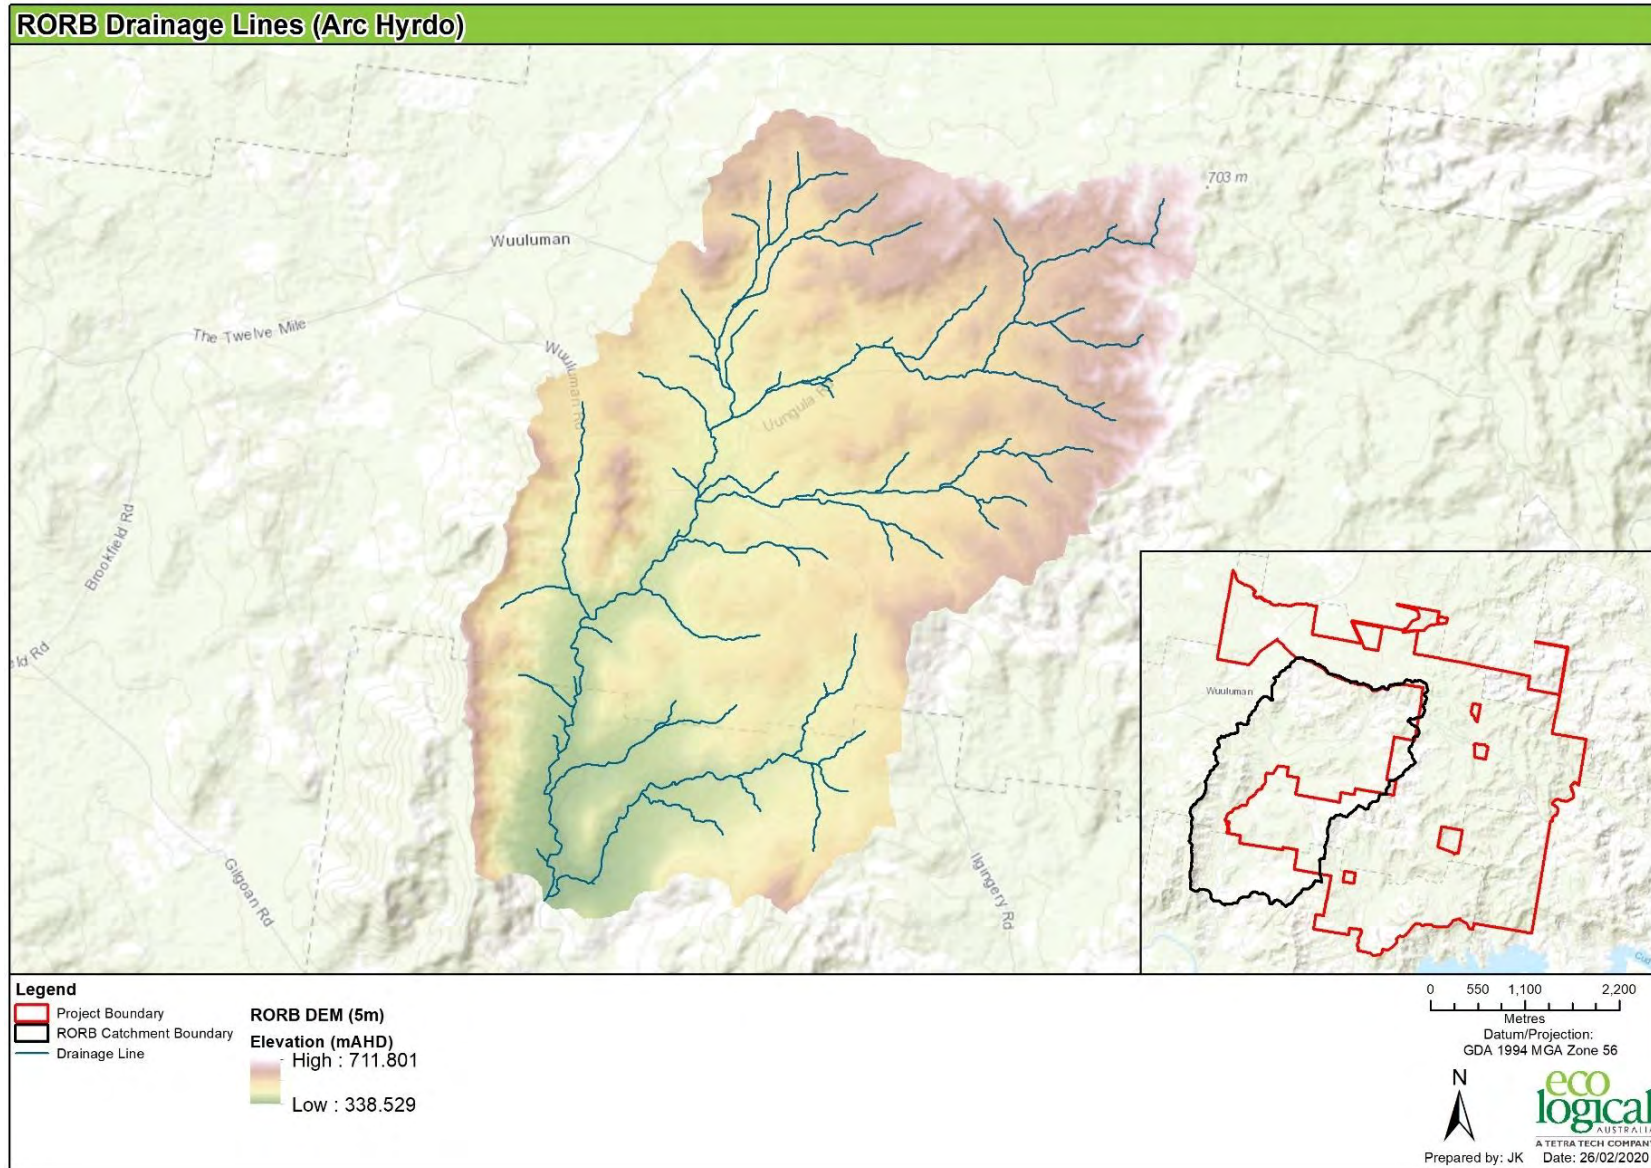 RORB Drainage Lines (Arc Hyrdo)
703 m
Wuuluman
The Twelve Mile
Wuuluman Rd
Uungula
Brookfield Rd
ld Rd
Gilgoan Rd
Ilgingery Rd
Wuuluman
Legend
Project Boundary
RORB Catchment Boundary
Drainage Line
RORB DEM (5m)
Elevation (mAHD)
High : 711.801
Low : 338.529
0 550 1,100 2,200
Metres
Datum/Projection:
GDA 1994 MGA Zone 56
N
eco
logical
AUSTRALIA
A TETRA TECH COMPANY
Prepared by: JK Date: 26/02/2020